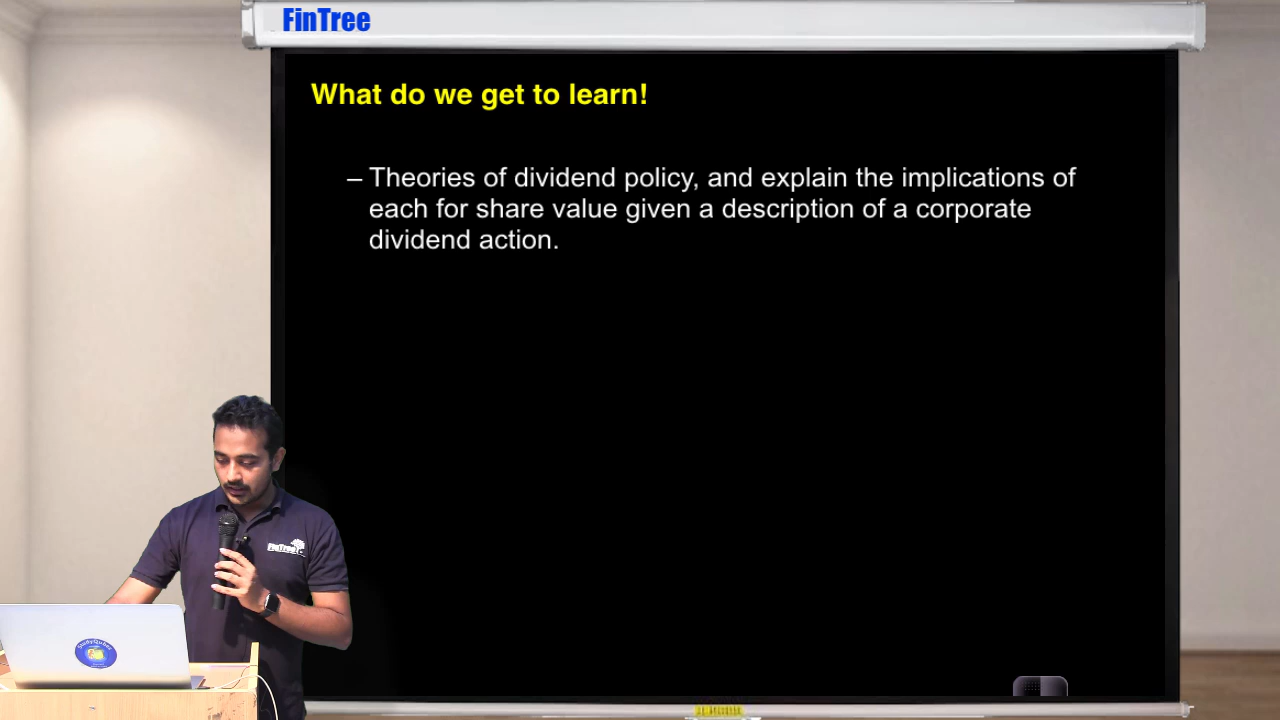 FinTree
What do we get to learn!
– Theories of dividend policy, and explain the implications of
each for share value given a description of a corporate
dividend action.
FinTree